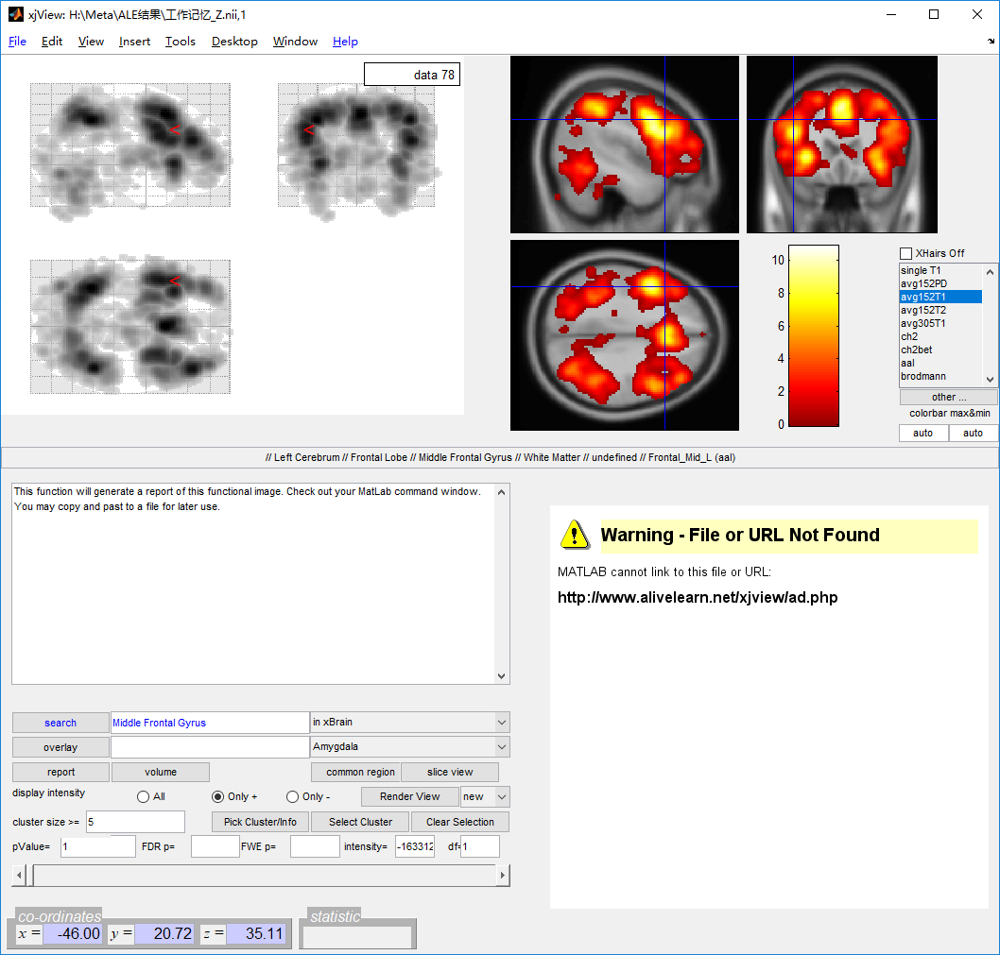 xjView: H:\Meta\ALE结果\工作记忆_Z.nii,1
File Edit View Insert Tools Desktop Window Help
data 78
10
8
6
4
2
0
XHairs Off
single T1
avg152PD
avg152T1
avg152T2
avg305T1
ch2
ch2bet
aal
brodmann
other ...
colorbar max&min
auto auto
// Left Cerebrum // Frontal Lobe // Middle Frontal Gyrus // White Matter // undefined // Frontal_Mid_L (aal)
This function will generate a report of this functional image. Check out your MatLab command window.
You may copy and past to a file for later use.
Warning - File or URL Not Found
MATLAB cannot link to this file or URL:
http://www.alivelearn.net/xjview/ad.php
search Middle Frontal Gyrus in xBrain
overlay Amygdala
report volume common region slice view
display intensity All Only + Only - Render View new
cluster size >= 5 Pick Cluster/Info Select Cluster Clear Selection
pValue= 1 FDR p= FWE p= intensity= -163312 df= 1
co-ordinates statistic
x = -46.00 y = 20.72 z = 35.11